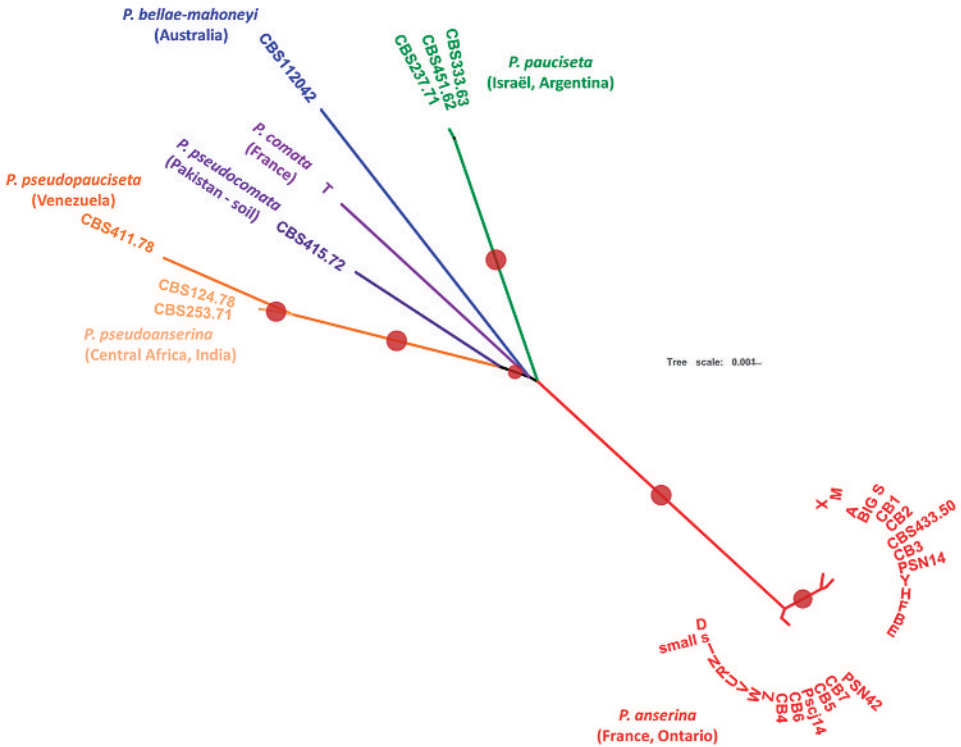 P. bellae-mahoneyi
(Australia)
CBS112042
CBS333.63
CBS451.62
CBS237.71
P. pauciseta
(Israël, Argentina)
P. comata
(France)
T
P. pseudocomata
(Pakistan - soil)
CBS415.72
P. pseudopauciseta
(Venezuela)
CBS411.78
CBS124.78
CBS253.71
P. pseudoanserina
(Central Africa, India)
Tree scale: 0.001
X
M
A
BIG S
CB1
CB2
CBS433.50
CB3
PSN14
Y
H
F
B
E
D
small s
I
N
R
U
V
W
Z
CB4
CB6
Pscj14
CB5
CB7
PSN42
P. anserina
(France, Ontario)